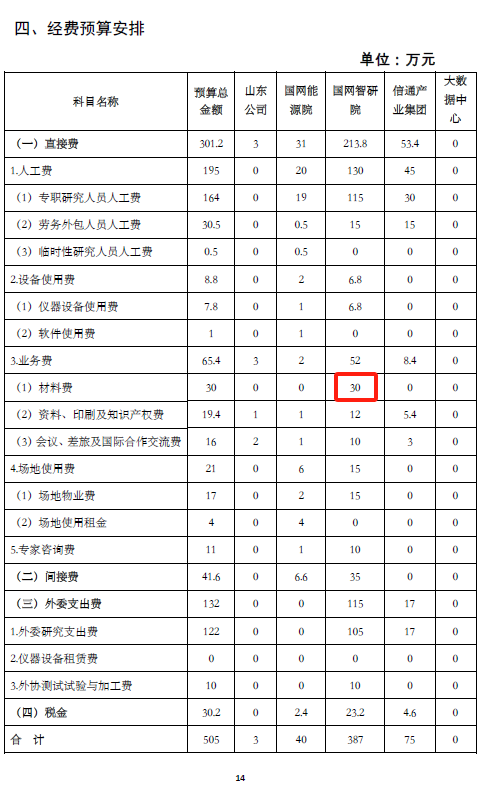 四、经费预算安排
单位：万元
科目名称 预算总金额 山东公司 国网能源院 国网智研院 信通产业集团 大数据中心
（一）直接费 301.2 3 31 213.8 53.4 0
1.人工费 195 0 20 130 45 0
（1）专职研究人员人工费 164 0 19 115 30 0
（2）劳务外包人员人工费 30.5 0 0.5 15 15 0
（3）临时性研究人员人工费 0.5 0 0.5 0 0 0
2.设备使用费 8.8 0 2 6.8 0 0
（1）仪器设备使用费 7.8 0 1 6.8 0 0
（2）软件使用费 1 0 1 0 0 0
3.业务费 65.4 3 2 52 8.4 0
（1）材料费 30 0 0 30 0 0
（2）资料、印刷及知识产权费 19.4 1 1 12 5.4 0
（3）会议、差旅及国际合作交流费 16 2 1 10 3 0
4.场地使用费 21 0 6 15 0 0
（1）场地物业费 17 0 2 15 0 0
（2）场地使用租金 4 0 4 0 0 0
5.专家咨询费 11 0 1 10 0 0
（二）间接费 41.6 0 6.6 35 0 0
（三）外委支出费 132 0 0 115 17 0
1.外委研究支出费 122 0 0 105 17 0
2.仪器设备租赁费 0 0 0 0 0 0
3.外协测试试验与加工费 10 0 0 10 0 0
（四）税金 30.2 0 2.4 23.2 4.6 0
合 计 505 3 40 387 75 0
14